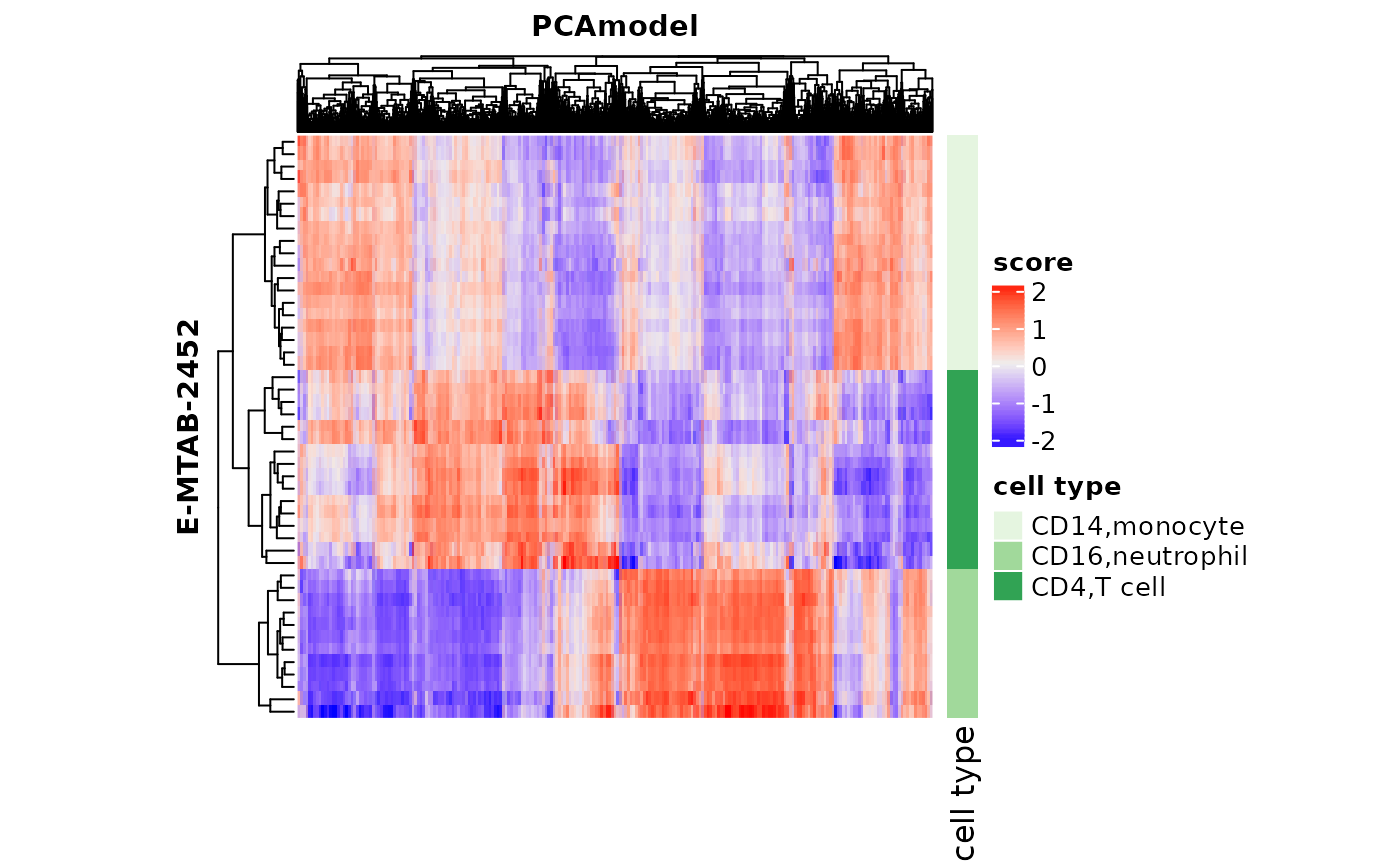 PCAmodel
E-MTAB-2452
score
2
1
0
-1
-2
cell type
CD14,monocyte
CD16,neutrophil
CD4,T cell
cell type